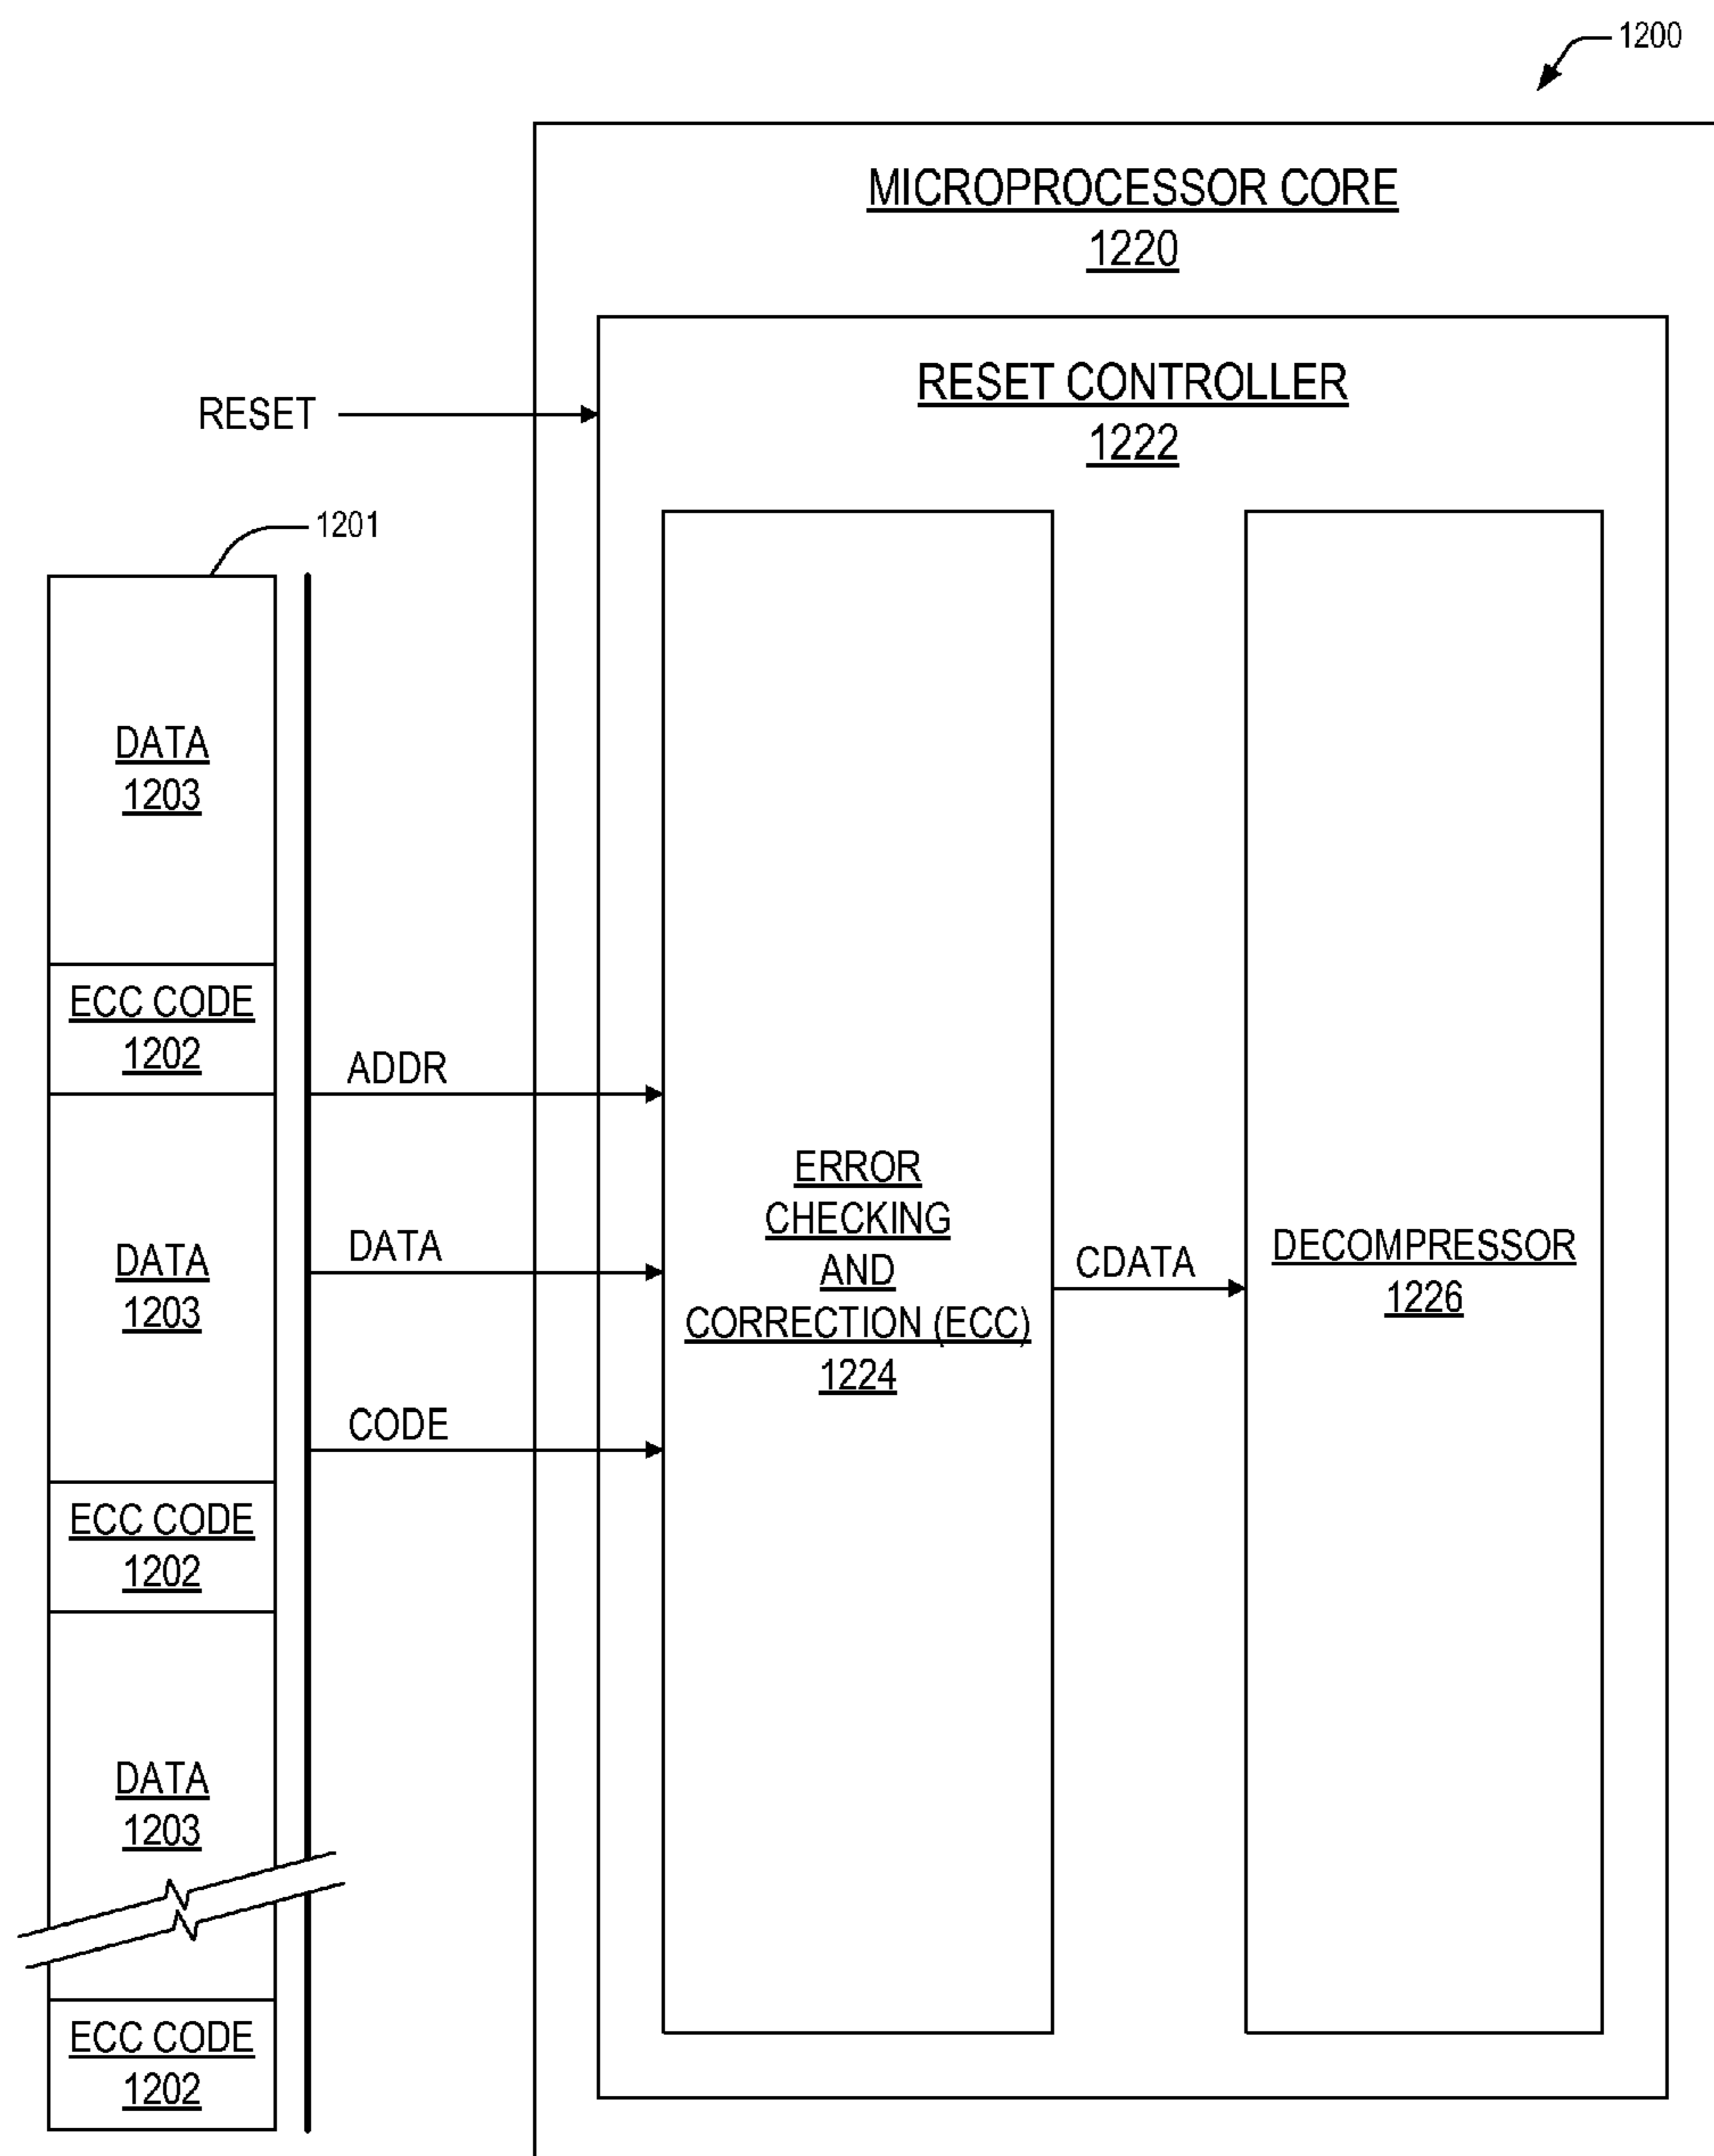 1200
MICROPROCESSOR CORE
1220
RESET CONTROLLER
1222
RESET
1201
DATA
1203
ECC CODE
1202
ADDR
DATA
1203
DATA
CODE
ERROR
CHECKING
AND
CORRECTION (ECC)
1224
CDATA
DECOMPRESSOR
1226
ECC CODE
1202
DATA
1203
ECC CODE
1202